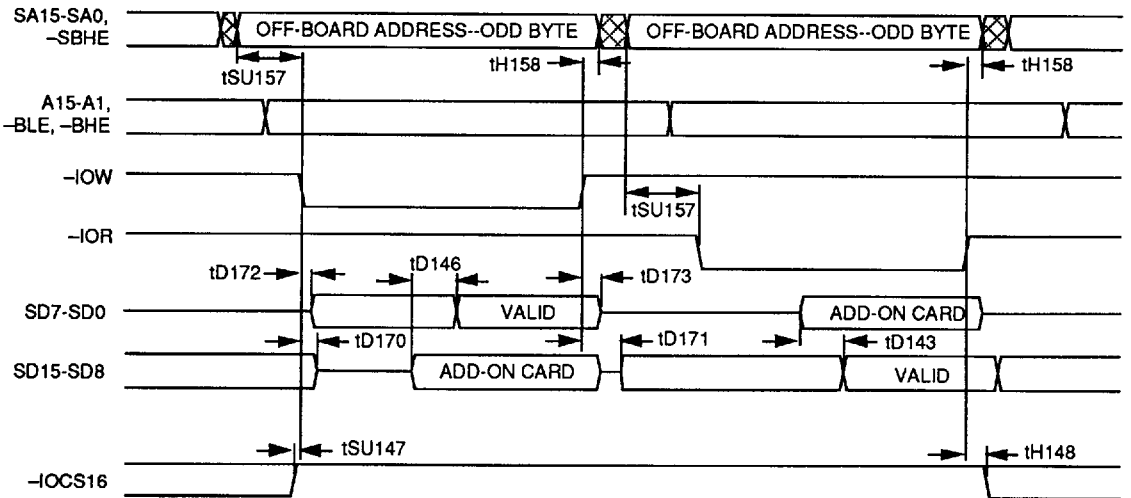 SA15-SA0,
–SBHE
OFF-BOARD ADDRESS--ODD BYTE
OFF-BOARD ADDRESS--ODD BYTE
tSU157
tH158
tH158
A15-A1,
–BLE, –BHE
–IOW
tSU157
–IOR
tD172
tD146
tD173
SD7-SD0
VALID
ADD-ON CARD
tD170
tD171
tD143
SD15-SD8
ADD-ON CARD
VALID
tSU147
tH148
–IOCS16